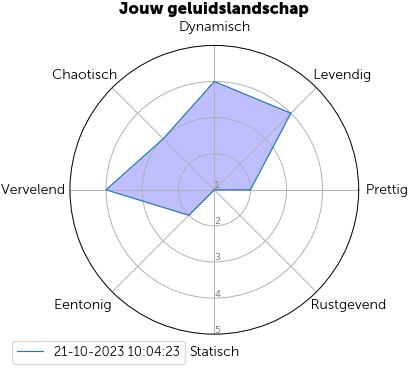 Jouw geluidslandschap
Dynamisch
Chaotisch
Levendig
Vervelend
1
Prettig
2
3
Eentonig
4
Rustgevend
5
21-10-2023 10:04:23
Statisch